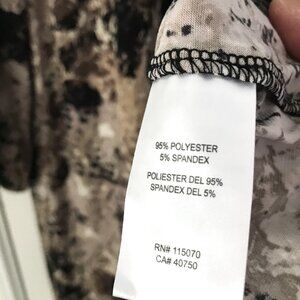 95% POLYESTER
5% SPANDEX
POLIESTER DEL 95%
SPANDEX DEL 5%
RN# 115070
CA# 40750